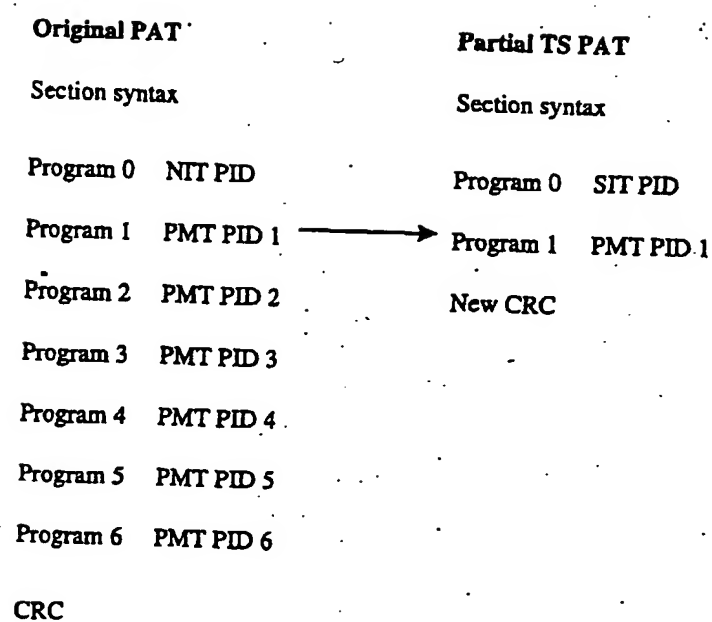 Original PAT
Section syntax
Program 0 NIT PID
Program 1 PMT PID 1
Program 2 PMT PID 2
Program 3 PMT PID 3
Program 4 PMT PID 4
Program 5 PMT PID 5
Program 6 PMT PID 6
CRC
Partial TS PAT
Section syntax
Program 0 SIT PID
Program 1 PMT PID 1
New CRC